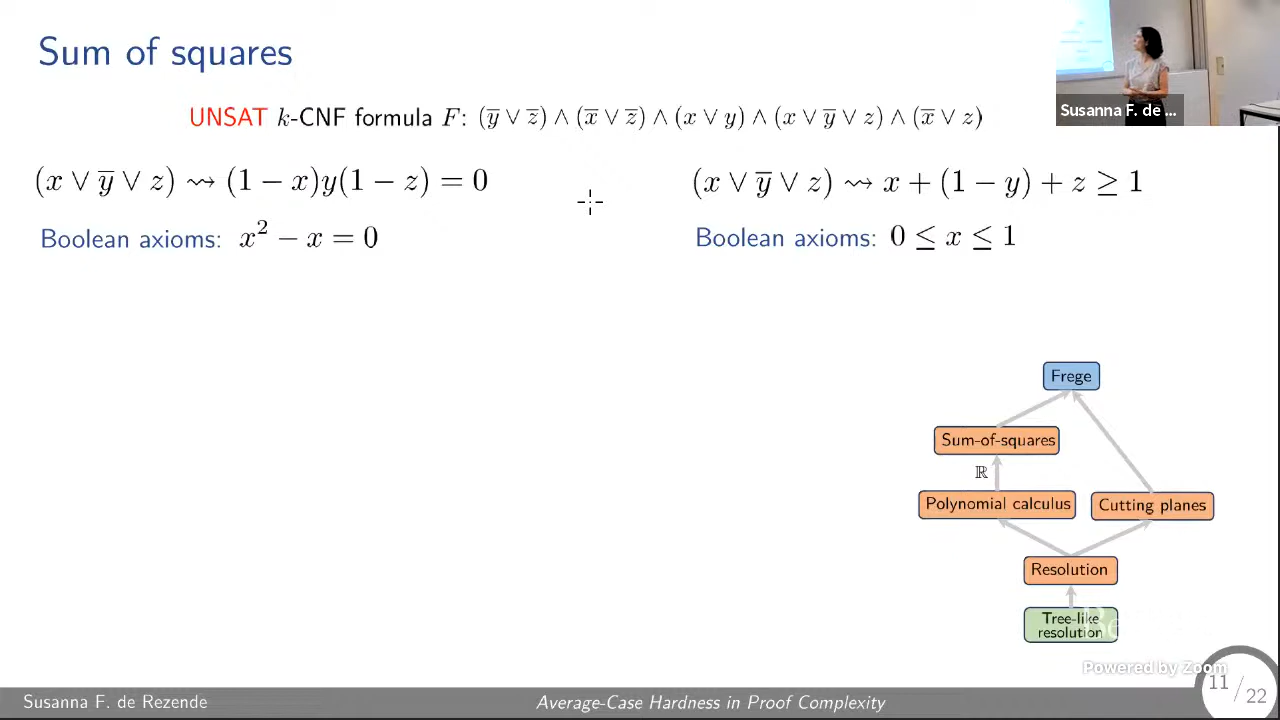 Sum of squares
Susanna F. de ...
UNSAT k-CNF formula F: (y̅ ∨ z̅) ∧ (x̅ ∨ z̅) ∧ (x ∨ y) ∧ (x ∨ y̅ ∨ z) ∧ (x̅ ∨ z)
(x ∨ y̅ ∨ z) ⇝ (1 − x)y(1 − z) = 0
(x ∨ y̅ ∨ z) ⇝ x + (1 − y) + z ≥ 1
Boolean axioms: x² − x = 0
Boolean axioms: 0 ≤ x ≤ 1
Frege
Sum-of-squares
ℝ
Polynomial calculus
Cutting planes
Resolution
Tree-like
resolution
Powered by Zoom
Susanna F. de Rezende
Average-Case Hardness in Proof Complexity
11/22